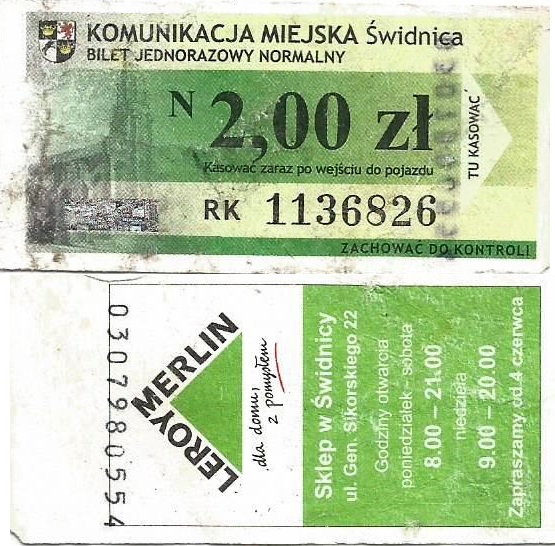 KOMUNIKACJA MIEJSKA Świdnica
BILET JEDNORAZOWY NORMALNY
N 2,00 zł
Kasować zaraz po wejściu do pojazdu
TU KASOWAĆ
RK 1136826
ZACHOWAĆ DO KONTROLI
0307980554
LEROY MERLIN
dla domu,
z pomysłem
Sklep w Świdnicy
ul. Gen. Sikorskiego 22
Godziny otwarcia
poniedziałek - sobota
8.00 - 21.00
niedziela
9.00 – 20.00
Zapraszamy od 4 czerwca